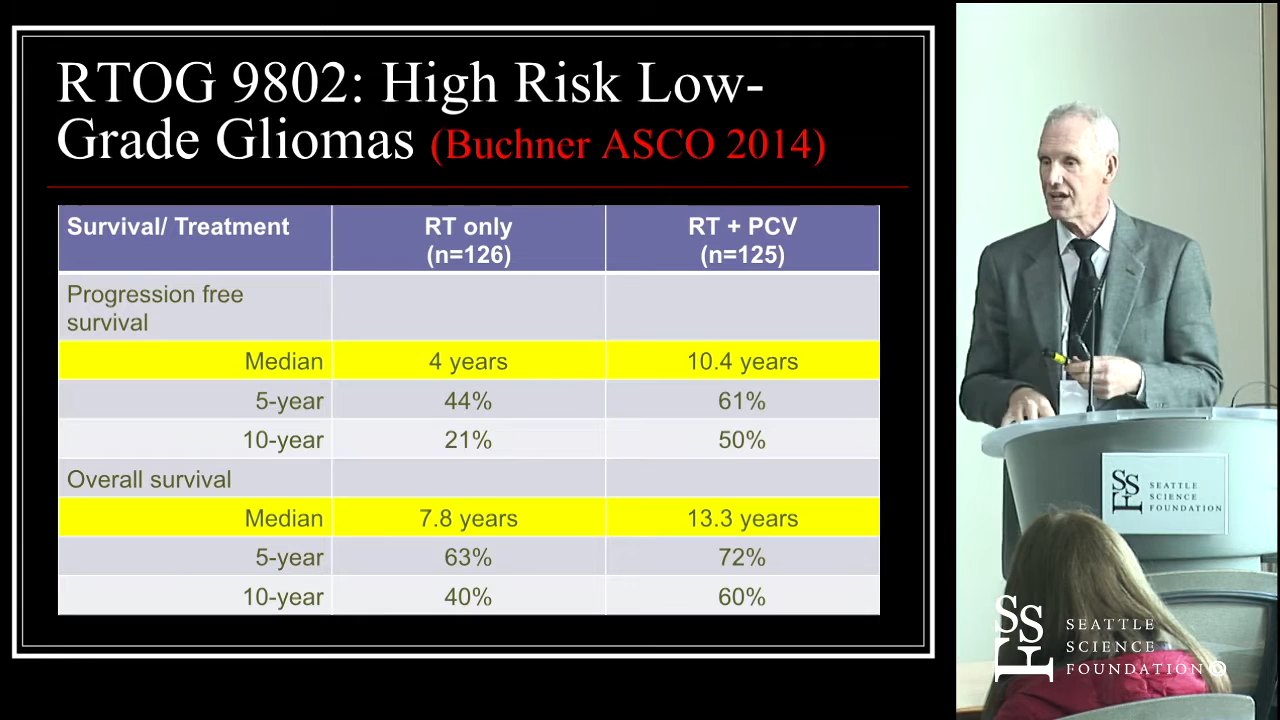 RTOG 9802: High Risk Low-
Grade Gliomas (Buchner ASCO 2014)
Survival/ Treatment RT only (n=126) RT + PCV (n=125)
Progression free
survival
Median 4 years 10.4 years
5-year 44% 61%
10-year 21% 50%
Overall survival
Median 7.8 years 13.3 years
5-year 63% 72%
10-year 40% 60%
SSF
SEATTLE
SCIENCE
FOUNDATION
SSF
SEATTLE
SCIENCE
FOUNDATION®